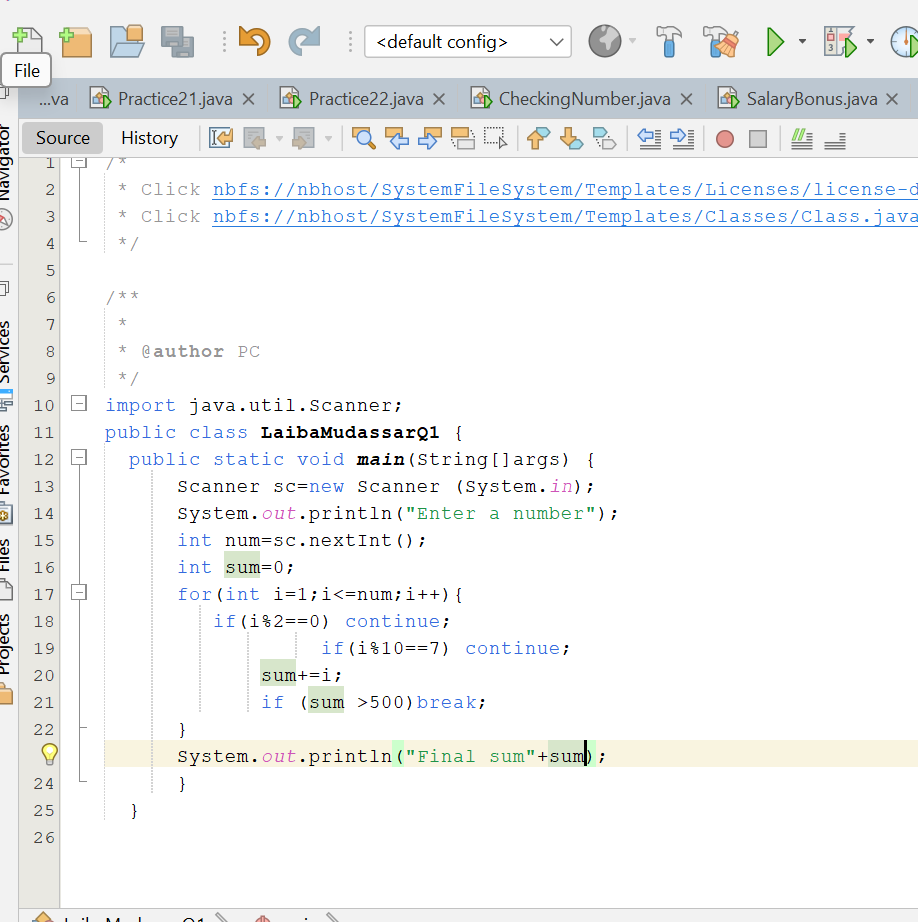 <default config>
File
...va Practice21.java Practice22.java CheckingNumber.java SalaryBonus.java
Source History
Navigator
Services
Favorites
Files
Projects
1 /*
2 * Click nbfs://nbhost/SystemFileSystem/Templates/Licenses/license-d
3 * Click nbfs://nbhost/SystemFileSystem/Templates/Classes/Class.java
4 */
5
6 /**
7 *
8 * @author PC
9 */
10 import java.util.Scanner;
11 public class LaibaMudassarQ1 {
12 public static void main(String[]args) {
13 Scanner sc=new Scanner (System.in);
14 System.out.println("Enter a number");
15 int num=sc.nextInt();
16 int sum=0;
17 for(int i=1;i<=num;i++){
18 if(i%2==0) continue;
19 if(i%10==7) continue;
20 sum+=i;
21 if (sum >500)break;
22 }
System.out.println("Final sum"+sum);
24 }
25 }
26